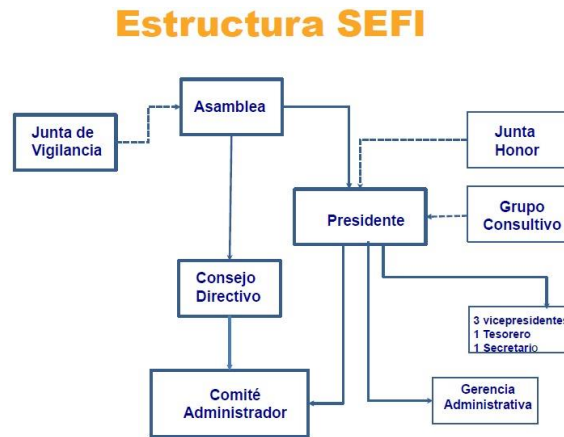 Estructura SEFI
Asamblea
Junta de
Vigilancia
Junta
Honor
Presidente
Grupo
Consultivo
Consejo
Directivo
3 vicepresidentes
1 Tesorero
1 Secretario
Comité
Administrador
Gerencia
Administrativa